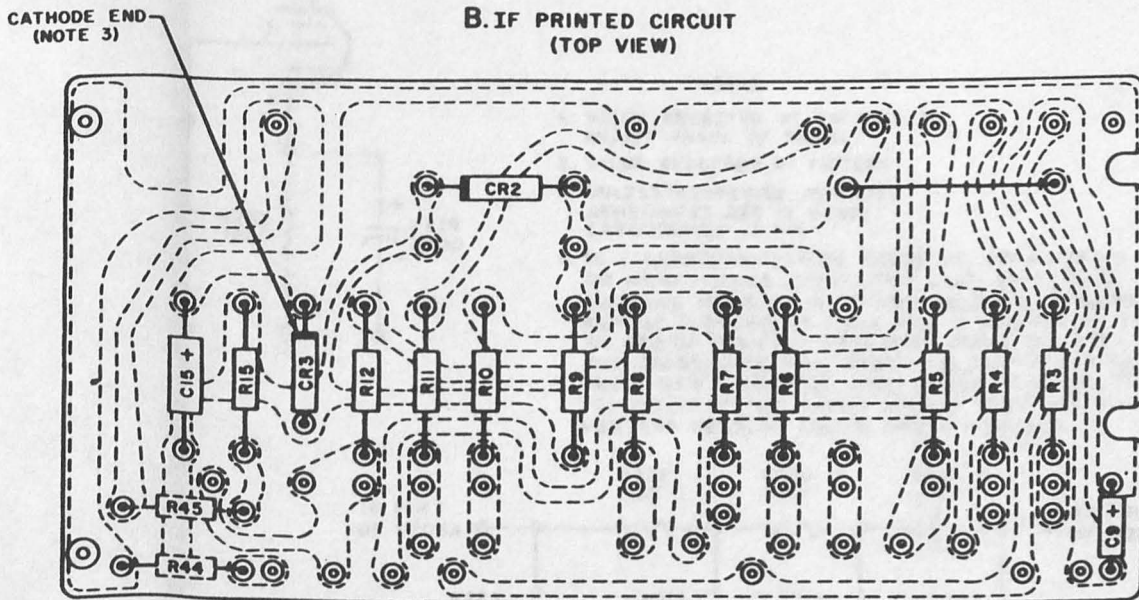 CATHODE END
(NOTE 3)
B. IF PRINTED CIRCUIT
(TOP VIEW)
CR2
C15 +
R15
CR3
R12
R11
R10
R9
R8
R7
R6
R5
R4
R3
R45
R44
C9 +